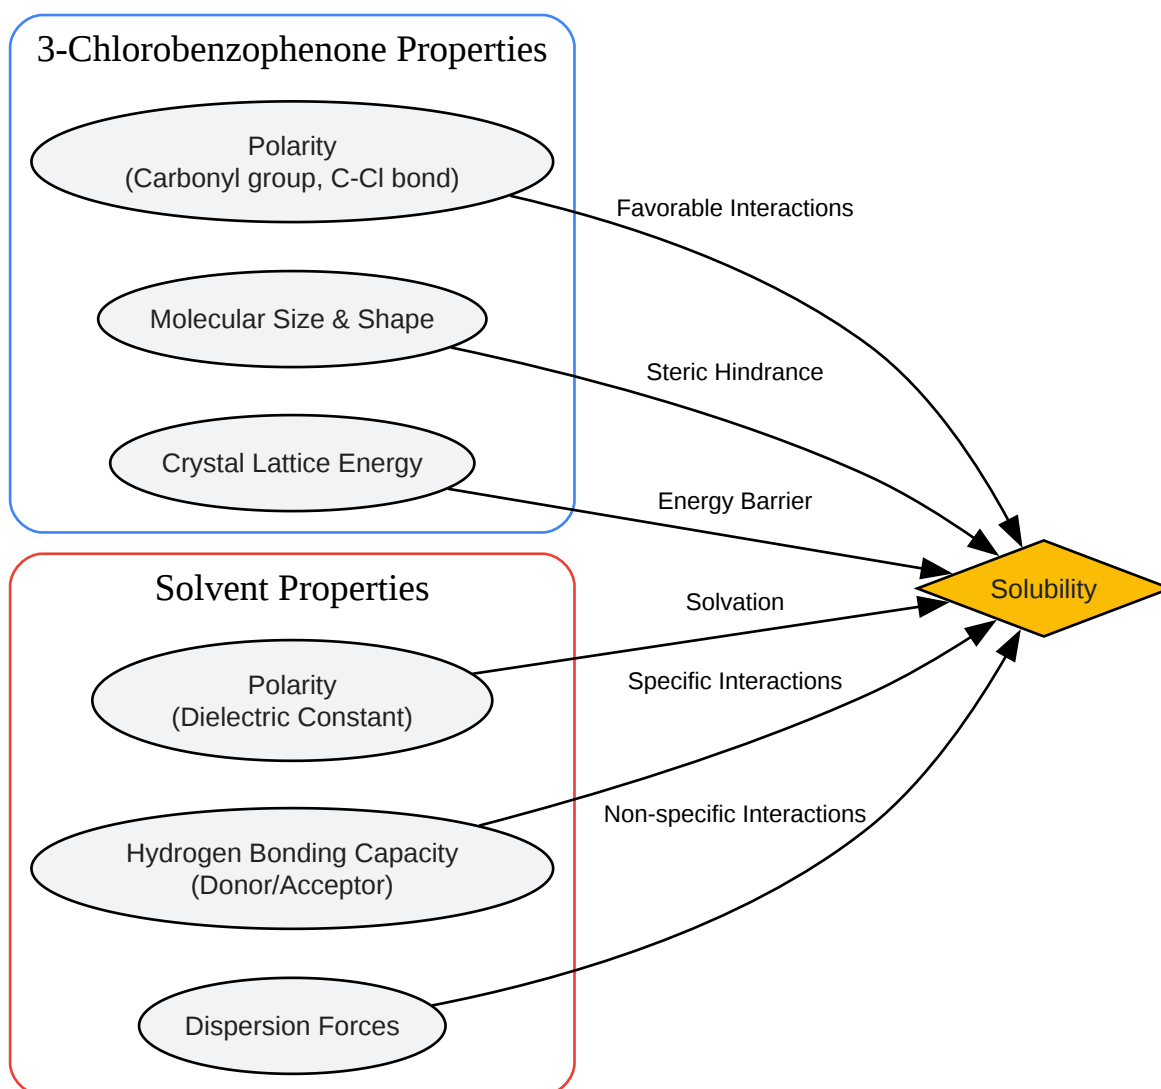 3-Chlorobenzophenone Properties
Polarity
(Carbonyl group, C-Cl bond)
Favorable Interactions
Molecular Size & Shape
Steric Hindrance
Crystal Lattice Energy
Energy Barrier
Solvent Properties
Solubility
Solvation
Polarity
(Dielectric Constant)
Specific Interactions
Non-specific Interactions
Hydrogen Bonding Capacity
(Donor/Acceptor)
Dispersion Forces